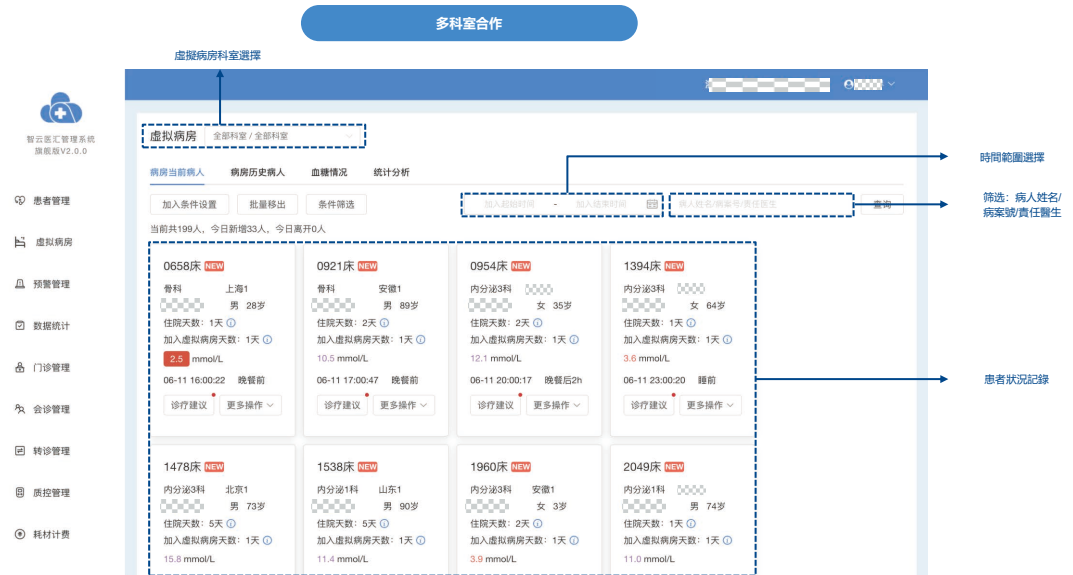 多科室合作
虛擬病房科室選擇
智云医汇管理系统
旗舰版V2.0.0
患者管理
虚拟病房
预警管理
数据统计
门诊管理
会诊管理
转诊管理
质控管理
耗材计费
虚拟病房 全部科室 / 全部科室
病房当前病人 病房历史病人 血糖情况 统计分析
加入条件设置 批量移出 条件筛选 加入起始时间 - 加入结束时间 病人姓名/病案号/责任医生 查询
時間範圍選擇
筛选：病人姓名/
病案號/責任醫生
当前共199人，今日新增33人，今日离开0人
0658床 NEW
骨科 上海1
男 28岁
住院天数：1天
加入虚拟病房天数：1天
2.5 mmol/L
06-11 16:00:22 晚餐前
诊疗建议 更多操作
0921床 NEW
骨科 安徽1
男 89岁
住院天数：2天
加入虚拟病房天数：1天
10.5 mmol/L
06-11 17:00:47 晚餐前
诊疗建议 更多操作
0954床 NEW
内分泌3科
女 35岁
住院天数：2天
加入虚拟病房天数：1天
12.1 mmol/L
06-11 20:00:17 晚餐后2h
诊疗建议 更多操作
1394床 NEW
内分泌3科
女 64岁
住院天数：1天
加入虚拟病房天数：1天
3.6 mmol/L
06-11 23:00:20 睡前
诊疗建议 更多操作
患者狀況記錄
1478床 NEW
内分泌3科 北京1
男 73岁
住院天数：5天
加入虚拟病房天数：1天
15.8 mmol/L
1538床 NEW
内分泌1科 山东1
男 90岁
住院天数：5天
加入虚拟病房天数：1天
11.4 mmol/L
1960床 NEW
内分泌3科 安徽1
女 3岁
住院天数：2天
加入虚拟病房天数：1天
3.9 mmol/L
2049床 NEW
内分泌1科
男 74岁
住院天数：1天
加入虚拟病房天数：1天
11.0 mmol/L